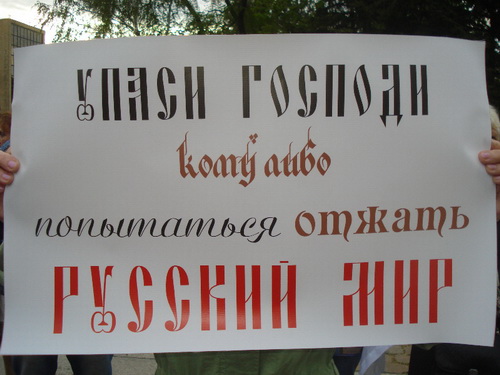 УПАСИ ГОСПОДИ
кому либо
попытаться отжать
РУССКИЙ МИР